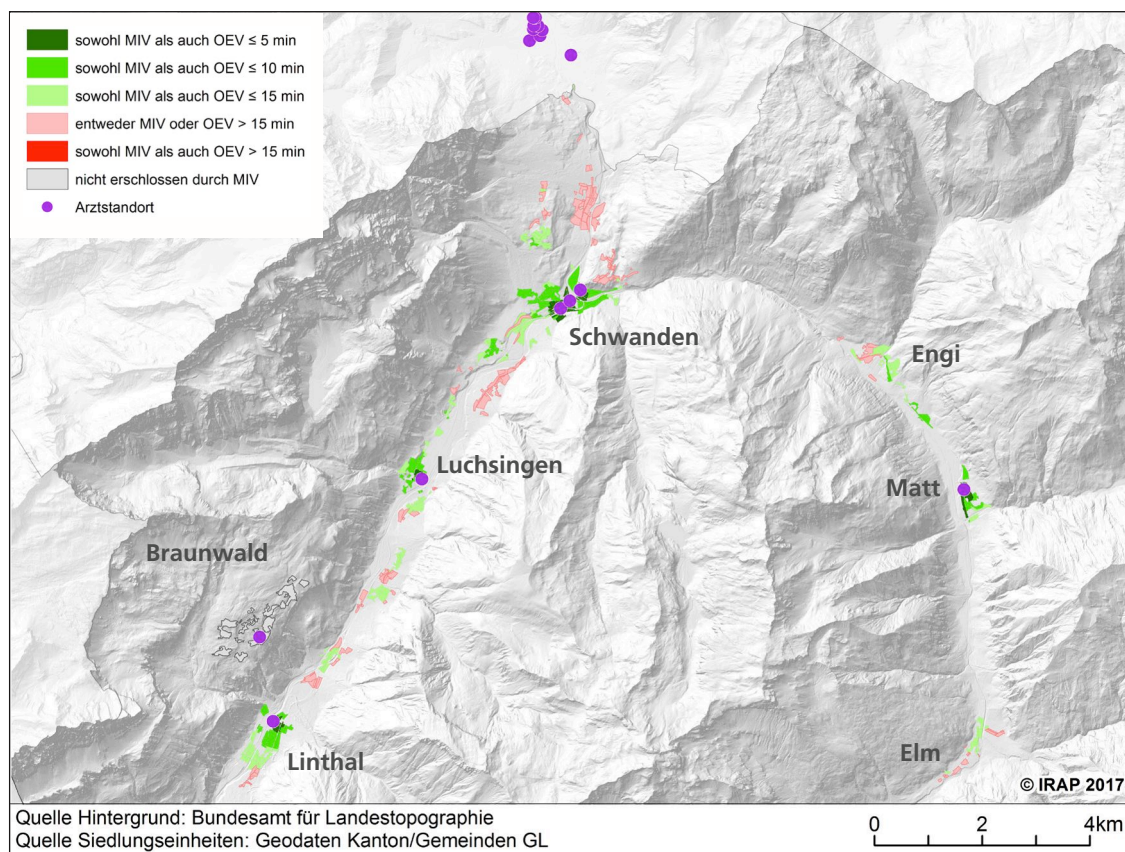 sowohl MIV als auch OEV ≤ 5 min
sowohl MIV als auch OEV ≤ 10 min
sowohl MIV als auch OEV ≤ 15 min
entweder MIV oder OEV > 15 min
sowohl MIV als auch OEV > 15 min
nicht erschlossen durch MIV
Arztstandort
Schwanden
Engi
Luchsingen
Matt
Braunwald
Linthal
Elm
© IRAP 2017
Quelle Hintergrund: Bundesamt für Landestopographie
Quelle Siedlungseinheiten: Geodaten Kanton/Gemeinden GL
0 2 4km